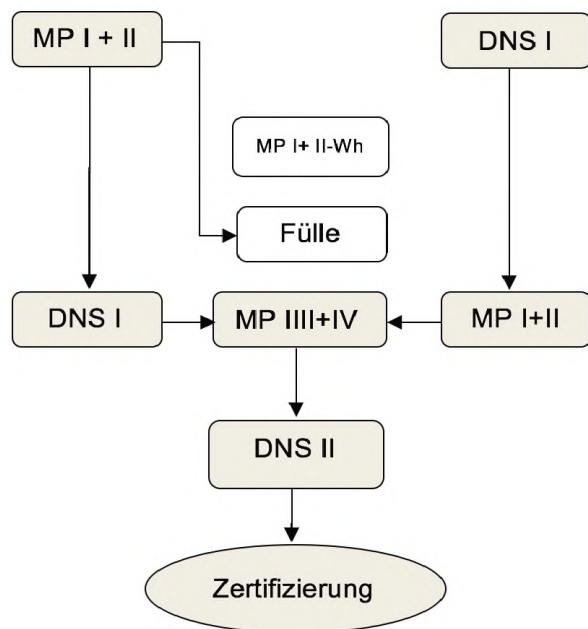 MP I + II
DNS I
MP I+ II-Wh
Fülle
DNS I
MP IIII+IV
MP I+II
DNS II
Zertifizierung